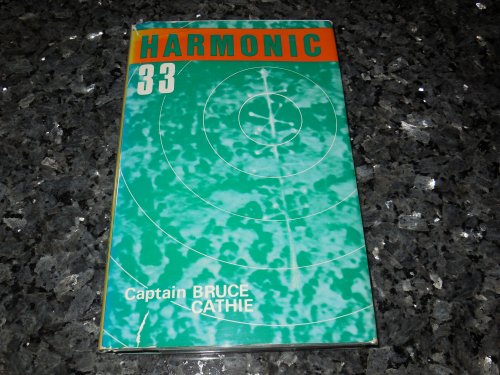 HARMONIC
33
Captain BRUCE
CATHIE